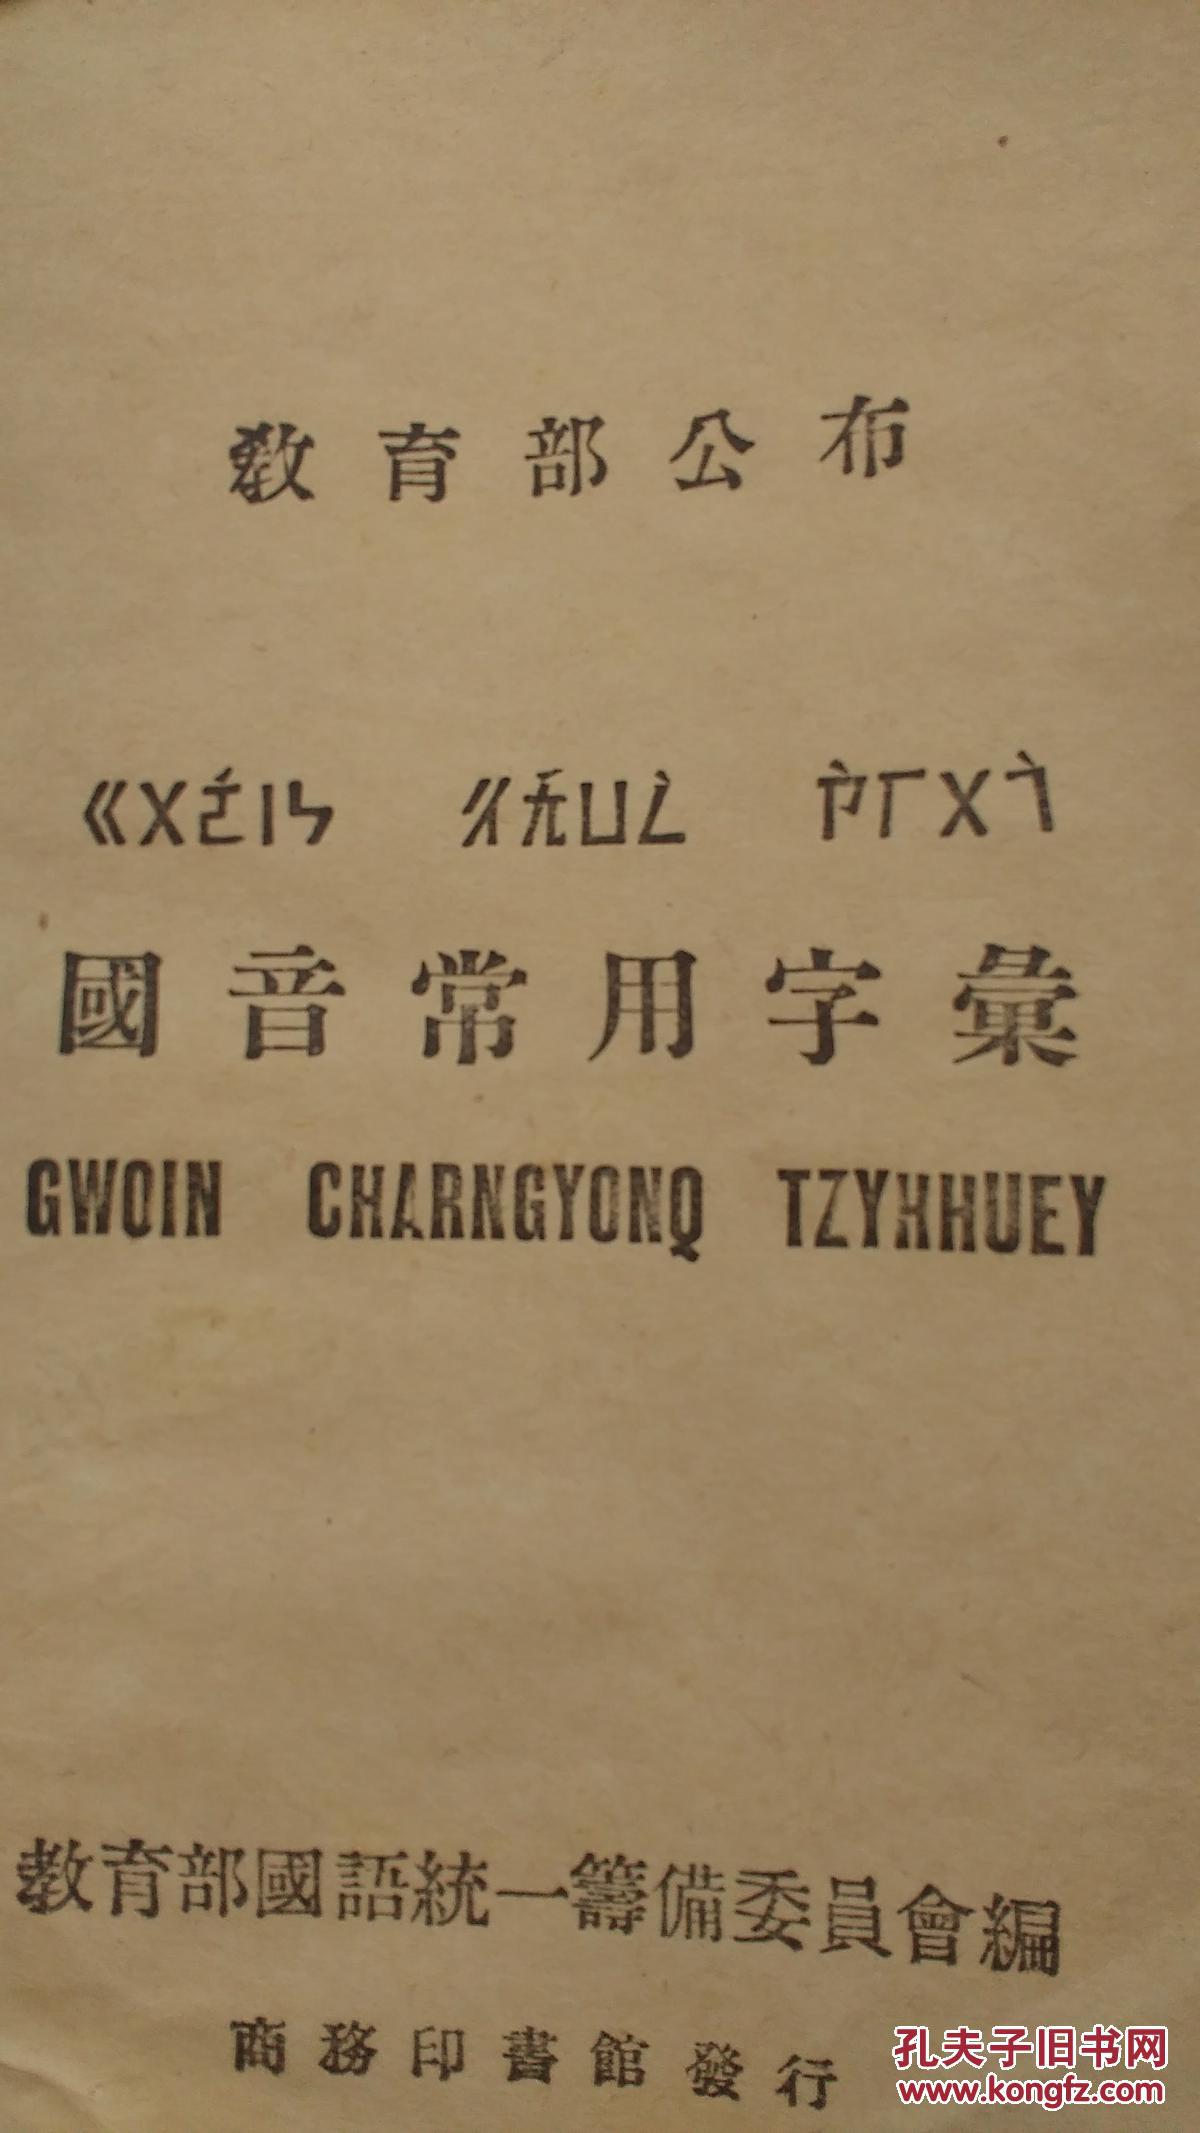 教育部公布
ㄍㄨㄛˊㄧㄣ ㄔㄤˊㄩㄥˋ ㄗˋㄏㄨㄟˋ
國音常用字彙
GWOIN CHARNGYONQ TZYHHUEY
教育部國語統一籌備委員會編
商務印書館發行
孔夫子旧书网
www.kongfz.com